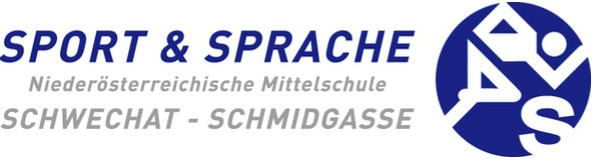 SPORT & SPRACHE
Niederösterreichische Mittelschule
SCHWECHAT - SCHMIDGASSE
S